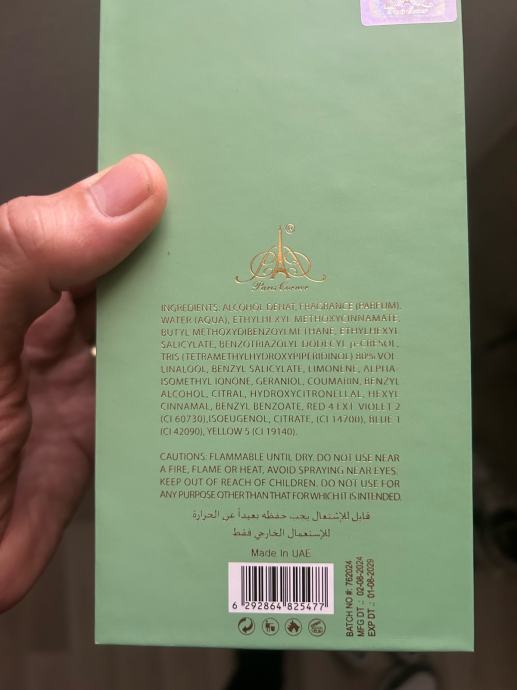 Paris Corner
®
Paris Corner
INGREDIENTS: ALCOHOL DENAT, FRAGRANCE (PARFUM),
WATER (AQUA), ETHYLHEXYL METHOXYCINNAMATE,
BUTYL METHOXYDIBENZOYLMETHANE, ETHYLHEXYL
SALICYLATE, BENZOTRIAZOLYL DODECYL p-CRESOL,
TRIS (TETRAMETHYLHYDROXYPIPERIDINOL) 80% VOL
LINALOOL, BENZYL SALICYLATE, LIMONENE, ALPHA-
ISOMETHYL IONONE, GERANIOL, COUMARIN, BENZYL
ALCOHOL, CITRAL, HYDROXYCITRONELLAL, HEXYL
CINNAMAL, BENZYL BENZOATE, RED 4 EXT VIOLET 2
(CI 60730),ISOEUGENOL, CITRATE, (CI 14700), BLUE 1
(CI 42090), YELLOW 5 (CI 19140).
CAUTIONS: FLAMMABLE UNTIL DRY. DO NOT USE NEAR
A FIRE, FLAME OR HEAT, AVOID SPRAYING NEAR EYES.
KEEP OUT OF REACH OF CHILDREN. DO NOT USE FOR
ANY PURPOSE OTHER THAN THAT FOR WHICH IT IS INTENDED.
قابل للإشتعال يجب حفظه بعيداً عن الحرارة
للإستعمال الخارجي فقط
Made In UAE
6 292864 825477
BATCH NO #: 762024
MFG DT : 02-08-2024
EXP DT : 01-08-2029